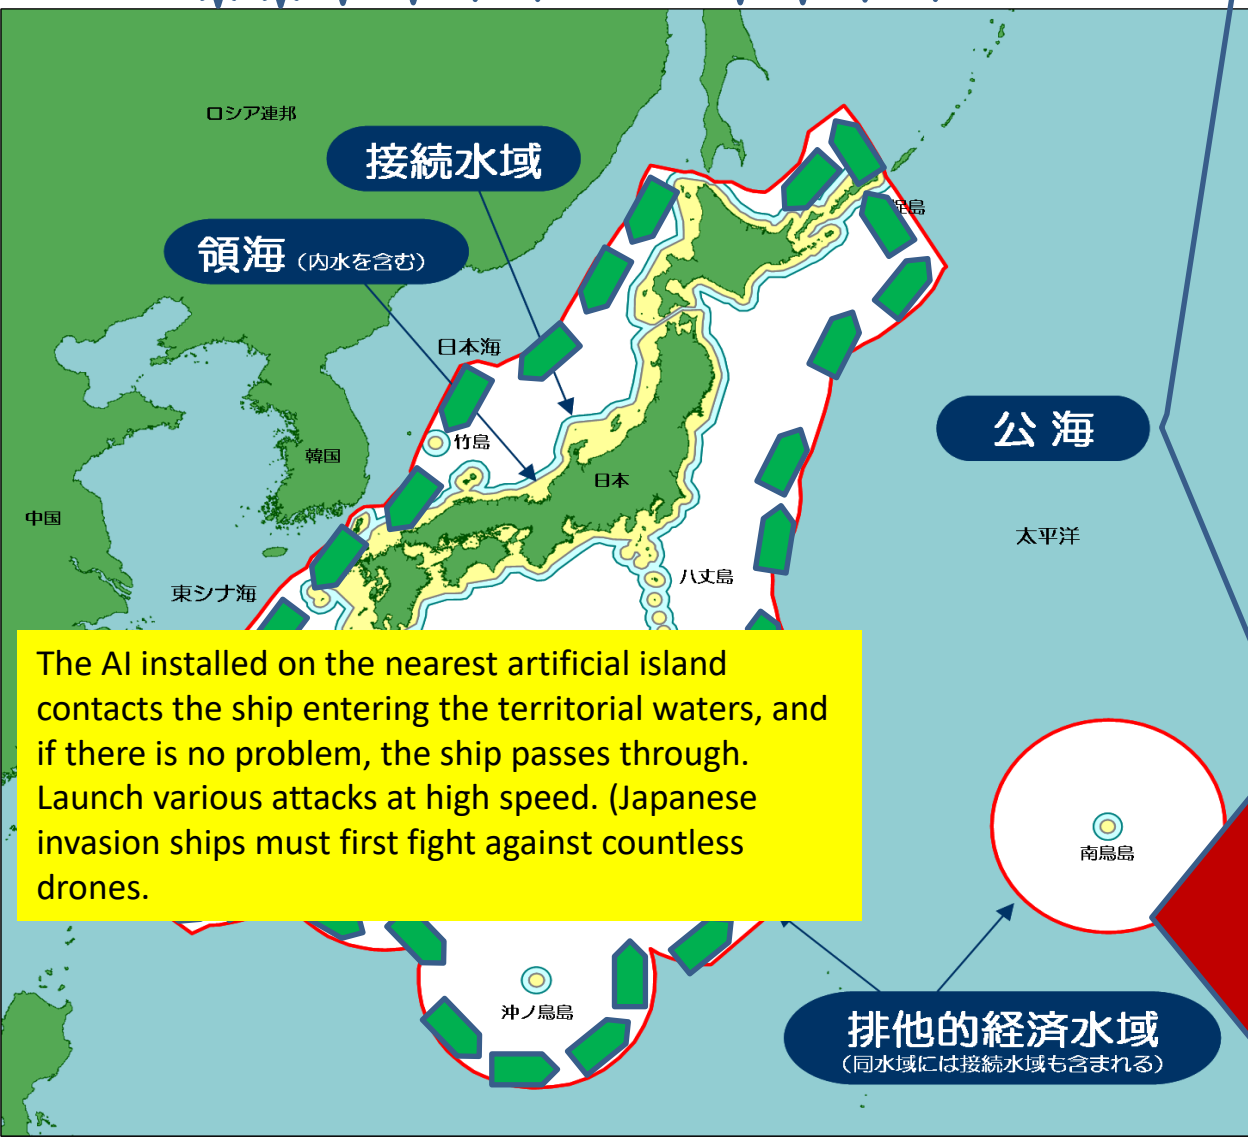 ロシア連邦
接続水域
領海 (内水を含む)
択島
日本海
竹島
韓国
日本
中国
公海
太平洋
東シナ海
八丈島
The AI installed on the nearest artificial island
contacts the ship entering the territorial waters, and
if there is no problem, the ship passes through.
Launch various attacks at high speed. (Japanese
invasion ships must first fight against countless
drones.
南鳥島
沖ノ鳥島
排他的経済水域
(同水域には接続水域も含まれる)